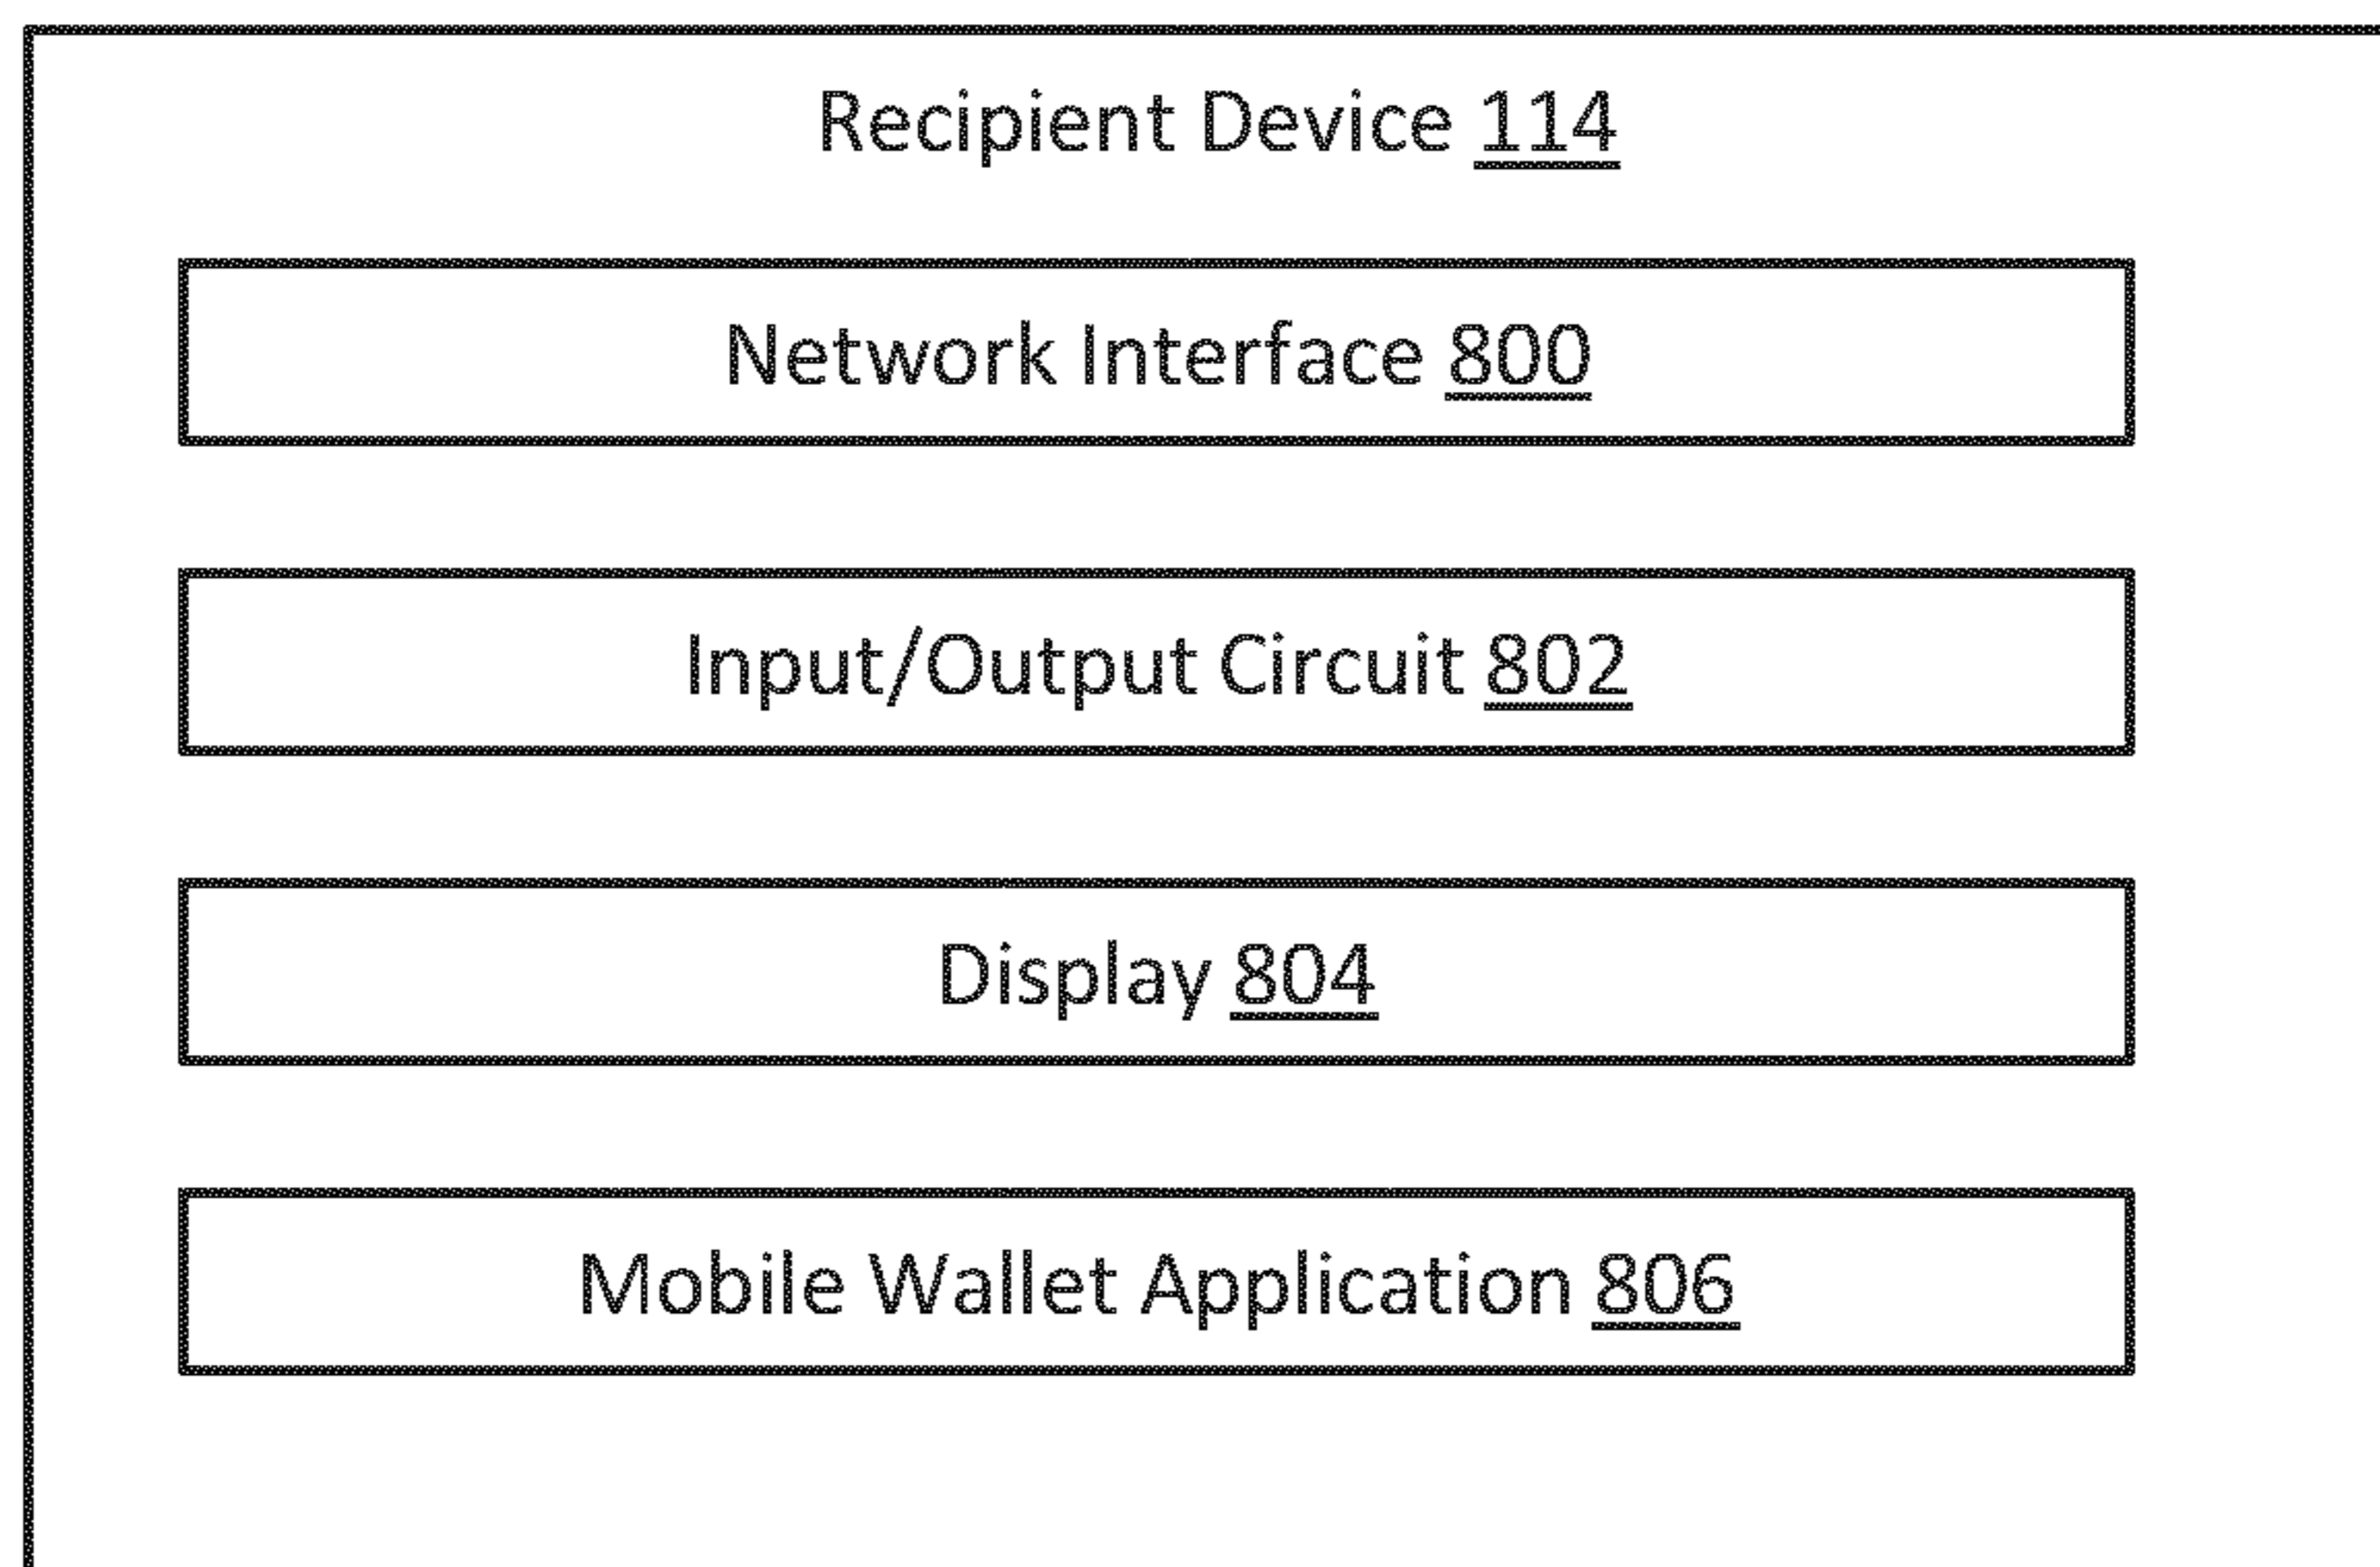 Recipient Device 114
Network Interface 800
Input/Output Circuit 802
Display 804
Mobile Wallet Application 806